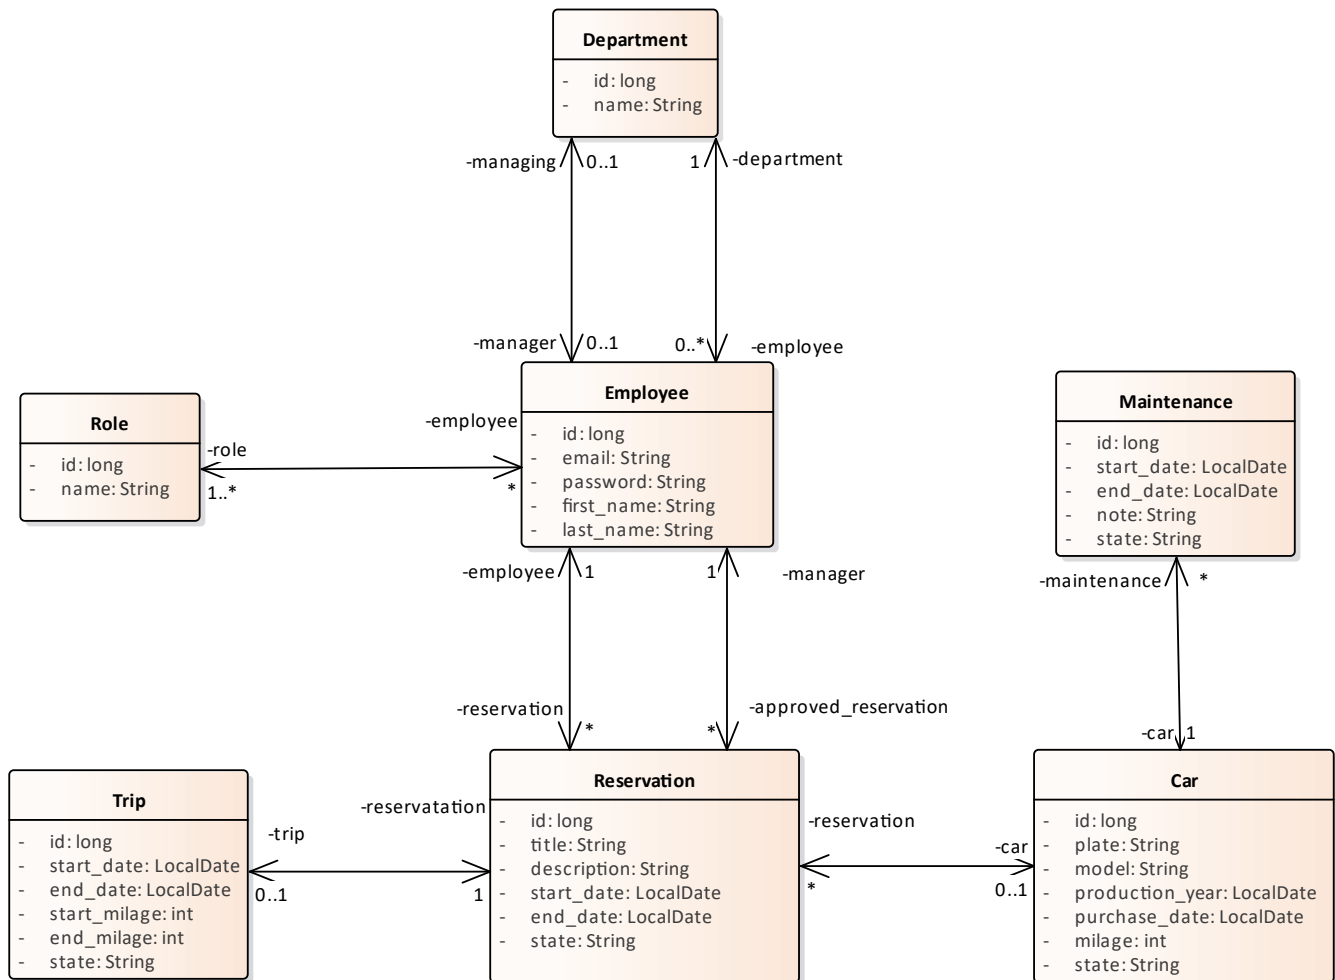 Department
- id: long
- name: String
-managing 0..1
1 -department
-manager 0..1
0..* -employee
Employee
- id: long
- email: String
- password: String
- first_name: String
- last_name: String
Role
- id: long
- name: String
-role
1..*
-employee
*
Maintenance
- id: long
- start_date: LocalDate
- end_date: LocalDate
- note: String
- state: String
-employee 1
1 -manager
-maintenance *
-reservation *
* -approved_reservation
-car 1
Trip
- id: long
- start_date: LocalDate
- end_date: LocalDate
- start_milage: int
- end_milage: int
- state: String
-trip
0..1
-reservatation
1
Reservation
- id: long
- title: String
- description: String
- start_date: LocalDate
- end_date: LocalDate
- state: String
-reservation
*
-car
0..1
Car
- id: long
- plate: String
- model: String
- production_year: LocalDate
- purchase_date: LocalDate
- milage: int
- state: String